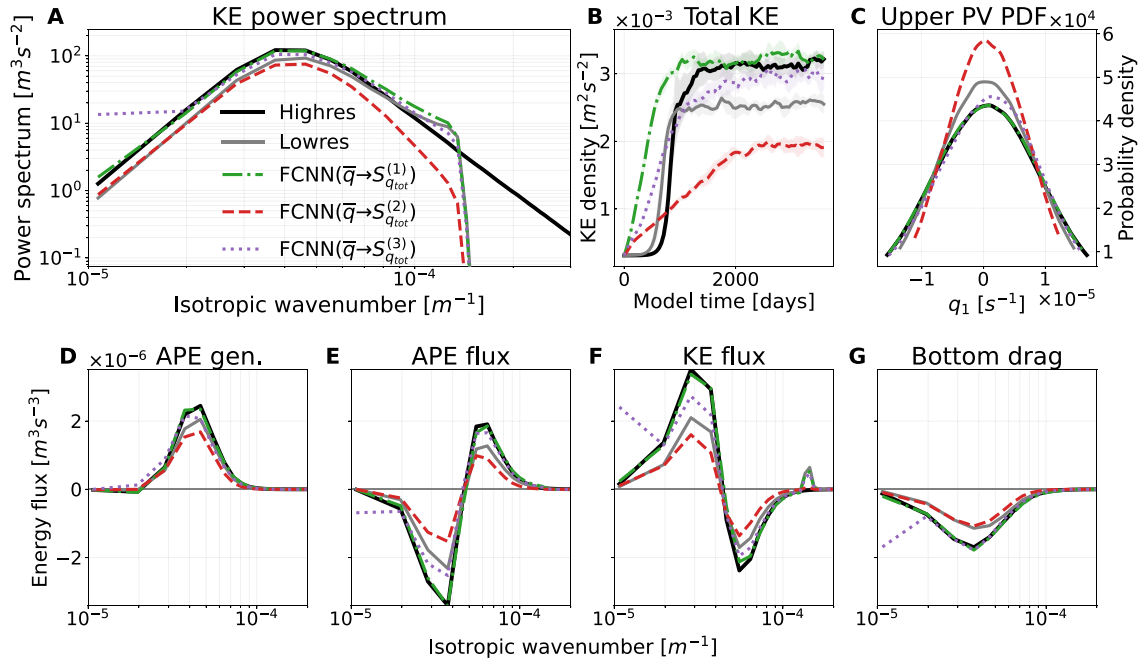 A KE power spectrum
Power spectrum [m³s⁻²]
10²
10¹
10⁰
10⁻¹
10⁻⁵
10⁻⁴
Isotropic wavenumber [m⁻¹]
Highres
Lowres
FCNN(q̅→S_{q_tot}^{(1)})
FCNN(q̅→S_{q_tot}^{(2)})
FCNN(q̅→S_{q_tot}^{(3)})
B ×10⁻³ Total KE
KE density [m²s⁻²]
3
2
1
0 2000
Model time [days]
C Upper PV PDF ×10⁴
6
5
4
3
2
1
Probability density
−1 0 1
q₁ [s⁻¹] ×10⁻⁵
D ×10⁻⁶ APE gen.
Energy flux [m³s⁻³]
2
0
−2
10⁻⁵ 10⁻⁴
E APE flux
10⁻⁵ 10⁻⁴
F KE flux
10⁻⁵ 10⁻⁴
G Bottom drag
10⁻⁵ 10⁻⁴
Isotropic wavenumber [m⁻¹]